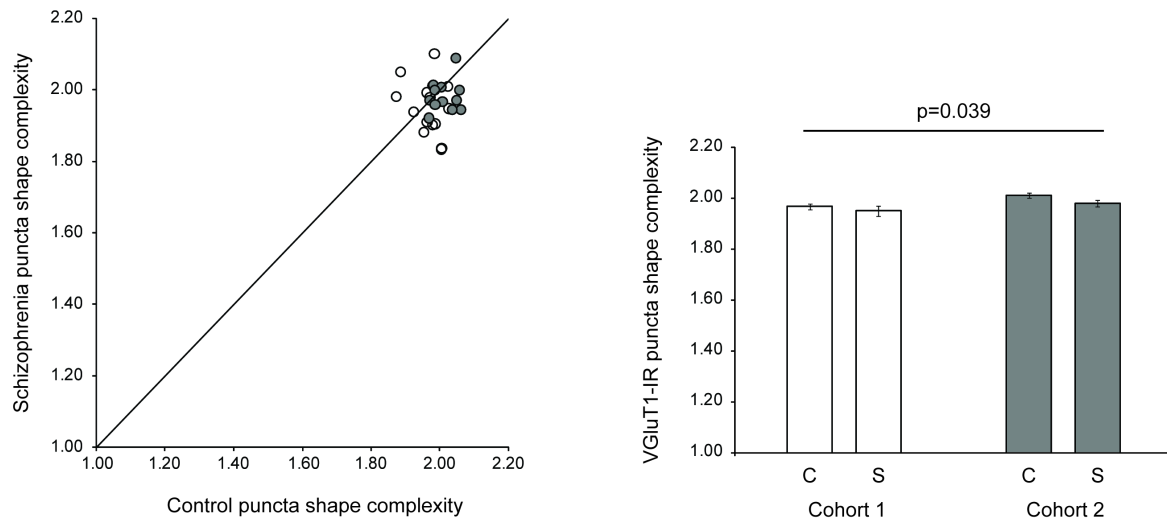 Schizophrenia puncta shape complexity
2.20
2.00
1.80
1.60
1.40
1.20
1.00
1.00 1.20 1.40 1.60 1.80 2.00 2.20
Control puncta shape complexity
VGluT1-IR puncta shape complexity
p=0.039
2.20
2.00
1.80
1.60
1.40
1.20
1.00
C S C S
Cohort 1 Cohort 2